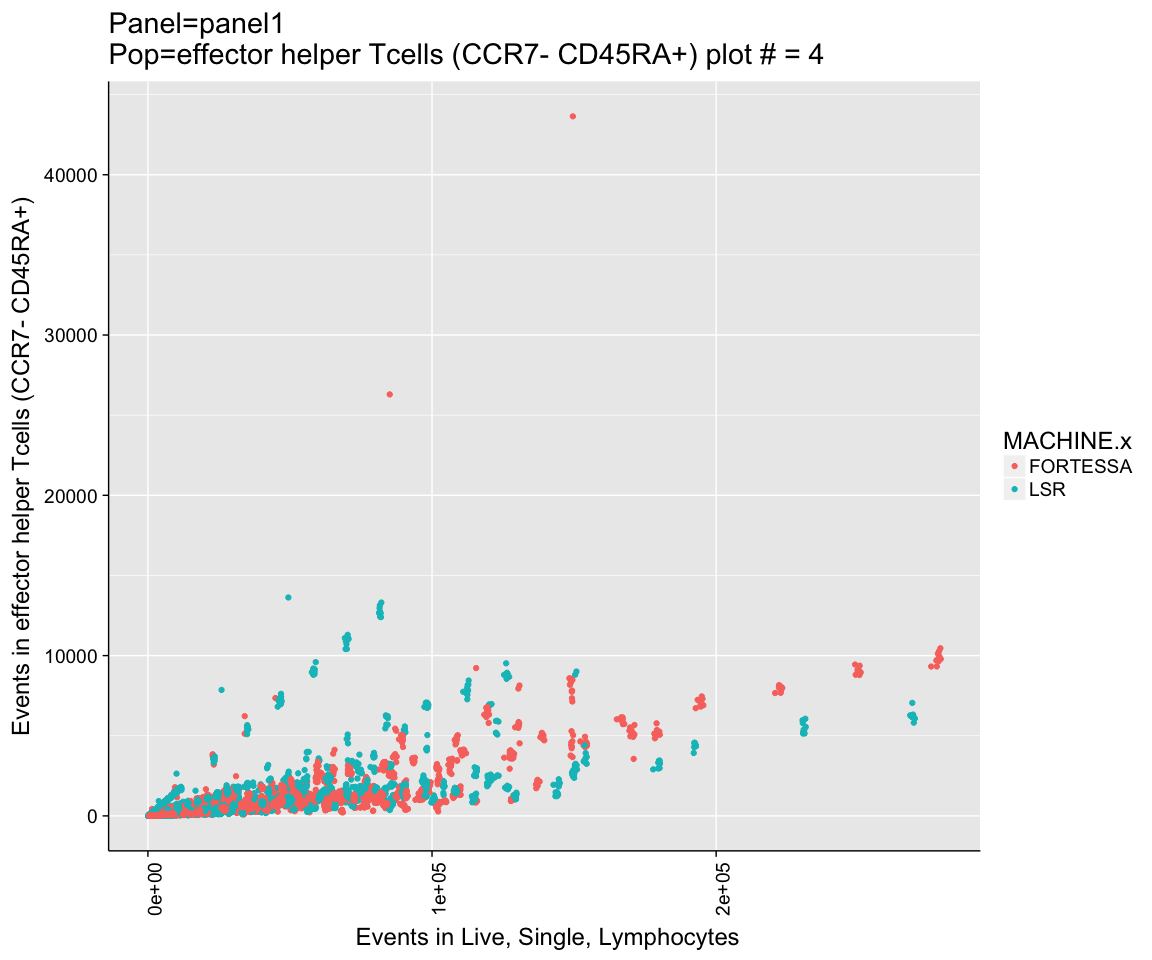 Panel=panel1
Pop=effector helper Tcells (CCR7- CD45RA+) plot # = 4
Events in effector helper Tcells (CCR7- CD45RA+)
40000
30000
20000
10000
0
0e+00
1e+05
2e+05
Events in Live, Single, Lymphocytes
MACHINE.x
FORTESSA
LSR